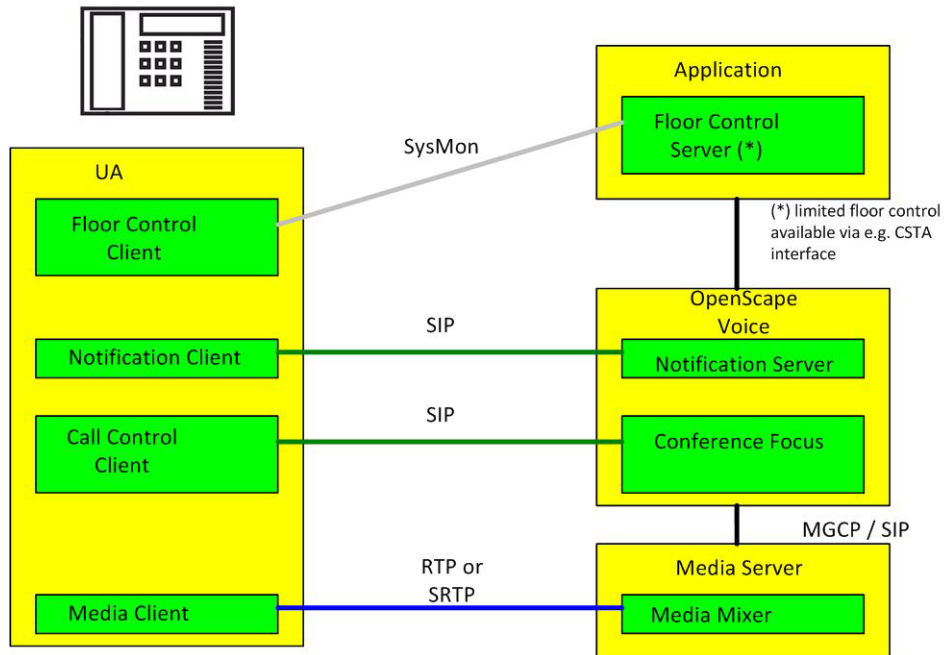 Application
Floor Control
Server (*)
SysMon
UA
(*) limited floor control
available via e.g. CSTA
interface
Floor Control
Client
OpenScape
Voice
SIP
Notification Client
Notification Server
SIP
Call Control
Client
Conference Focus
MGCP / SIP
RTP or
SRTP
Media Server
Media Client
Media Mixer